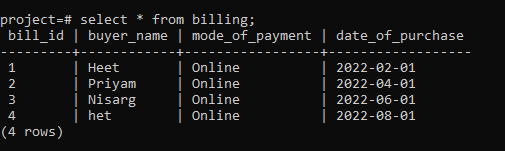 project=# select * from billing;
 bill_id | buyer_name | mode_of_payment | date_of_purchase
---------+------------+-----------------+------------------
 1       | Heet       | Online          | 2022-02-01
 2       | Priyam     | Online          | 2022-04-01
 3       | Nisarg     | Online          | 2022-06-01
 4       | het        | Online          | 2022-08-01
(4 rows)